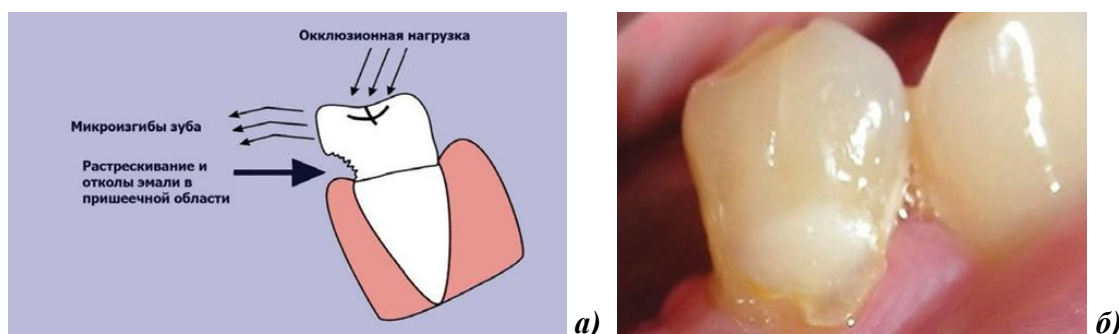 Окклюзионная нагрузка
Микроизгибы зуба
Растрескивание и
отколы эмали в
пришеечной области
а)
б)